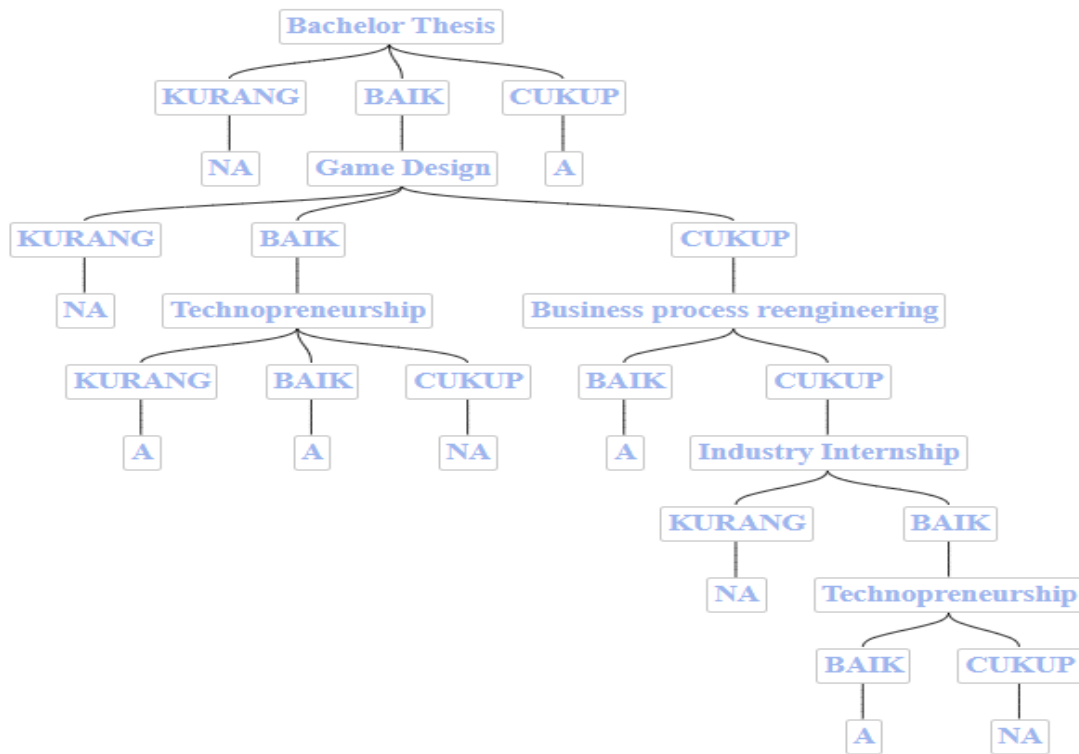 Bachelor Thesis
KURANG BAIK CUKUP
NA Game Design A
KURANG BAIK CUKUP
NA Technopreneurship Business process reengineering
KURANG BAIK CUKUP BAIK CUKUP
A A NA A Industry Internship
KURANG BAIK
NA Technopreneurship
BAIK CUKUP
A NA